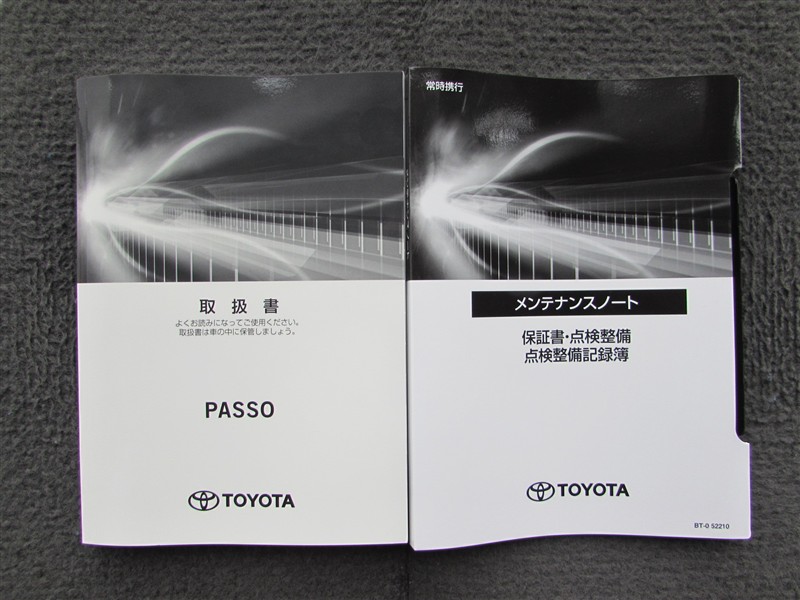 取扱書
よくお読みになってご使用ください。
取扱書は車の中に保管しましょう。
PASSO
TOYOTA
常時携行
メンテナンスノート
保証書・点検整備
点検整備記録簿
TOYOTA
BT-0 52210